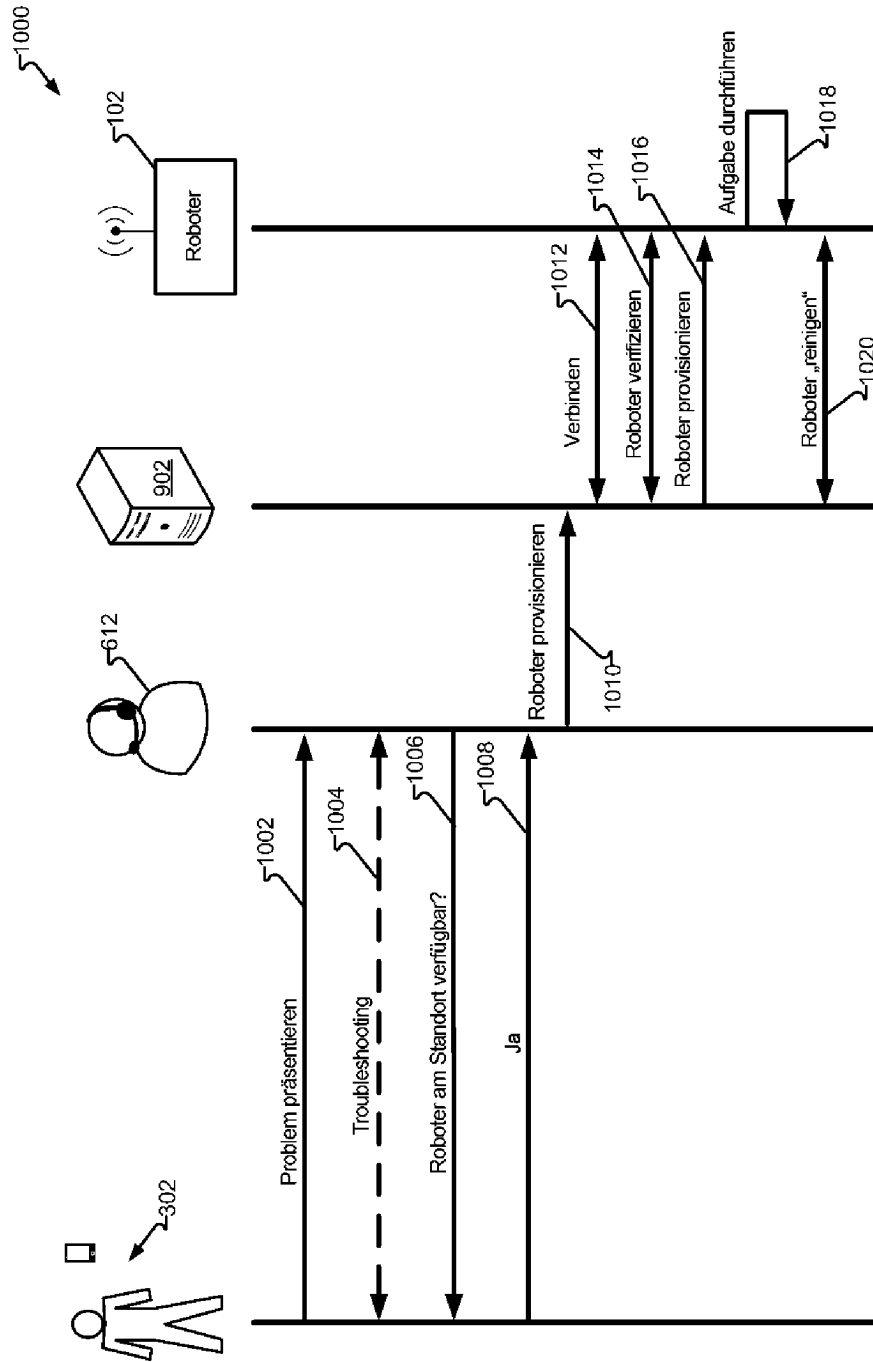 1000
302
612
902
102
Roboter
Problem präsentieren
1002
Troubleshooting
1004
Roboter am Standort verfügbar?
1006
Ja
1008
Roboter provisionieren
1010
Verbinden
1012
Roboter verifizieren
1014
Roboter provisionieren
1016
Aufgabe durchführen
1018
Roboter „reinigen“
1020